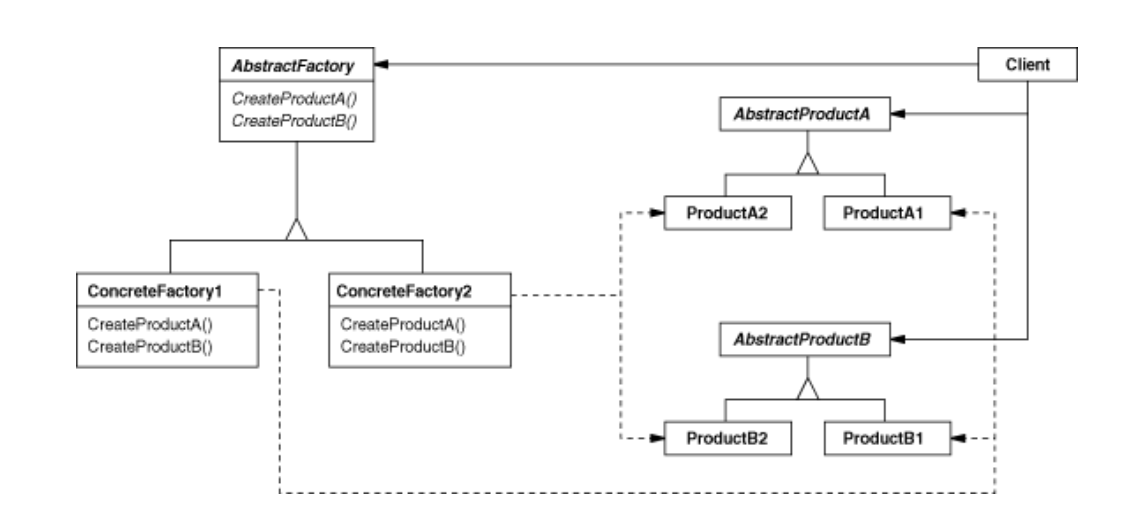 AbstractFactory
CreateProductA()
CreateProductB()
Client
AbstractProductA
ProductA2
ProductA1
ConcreteFactory1
CreateProductA()
CreateProductB()
ConcreteFactory2
CreateProductA()
CreateProductB()
AbstractProductB
ProductB2
ProductB1